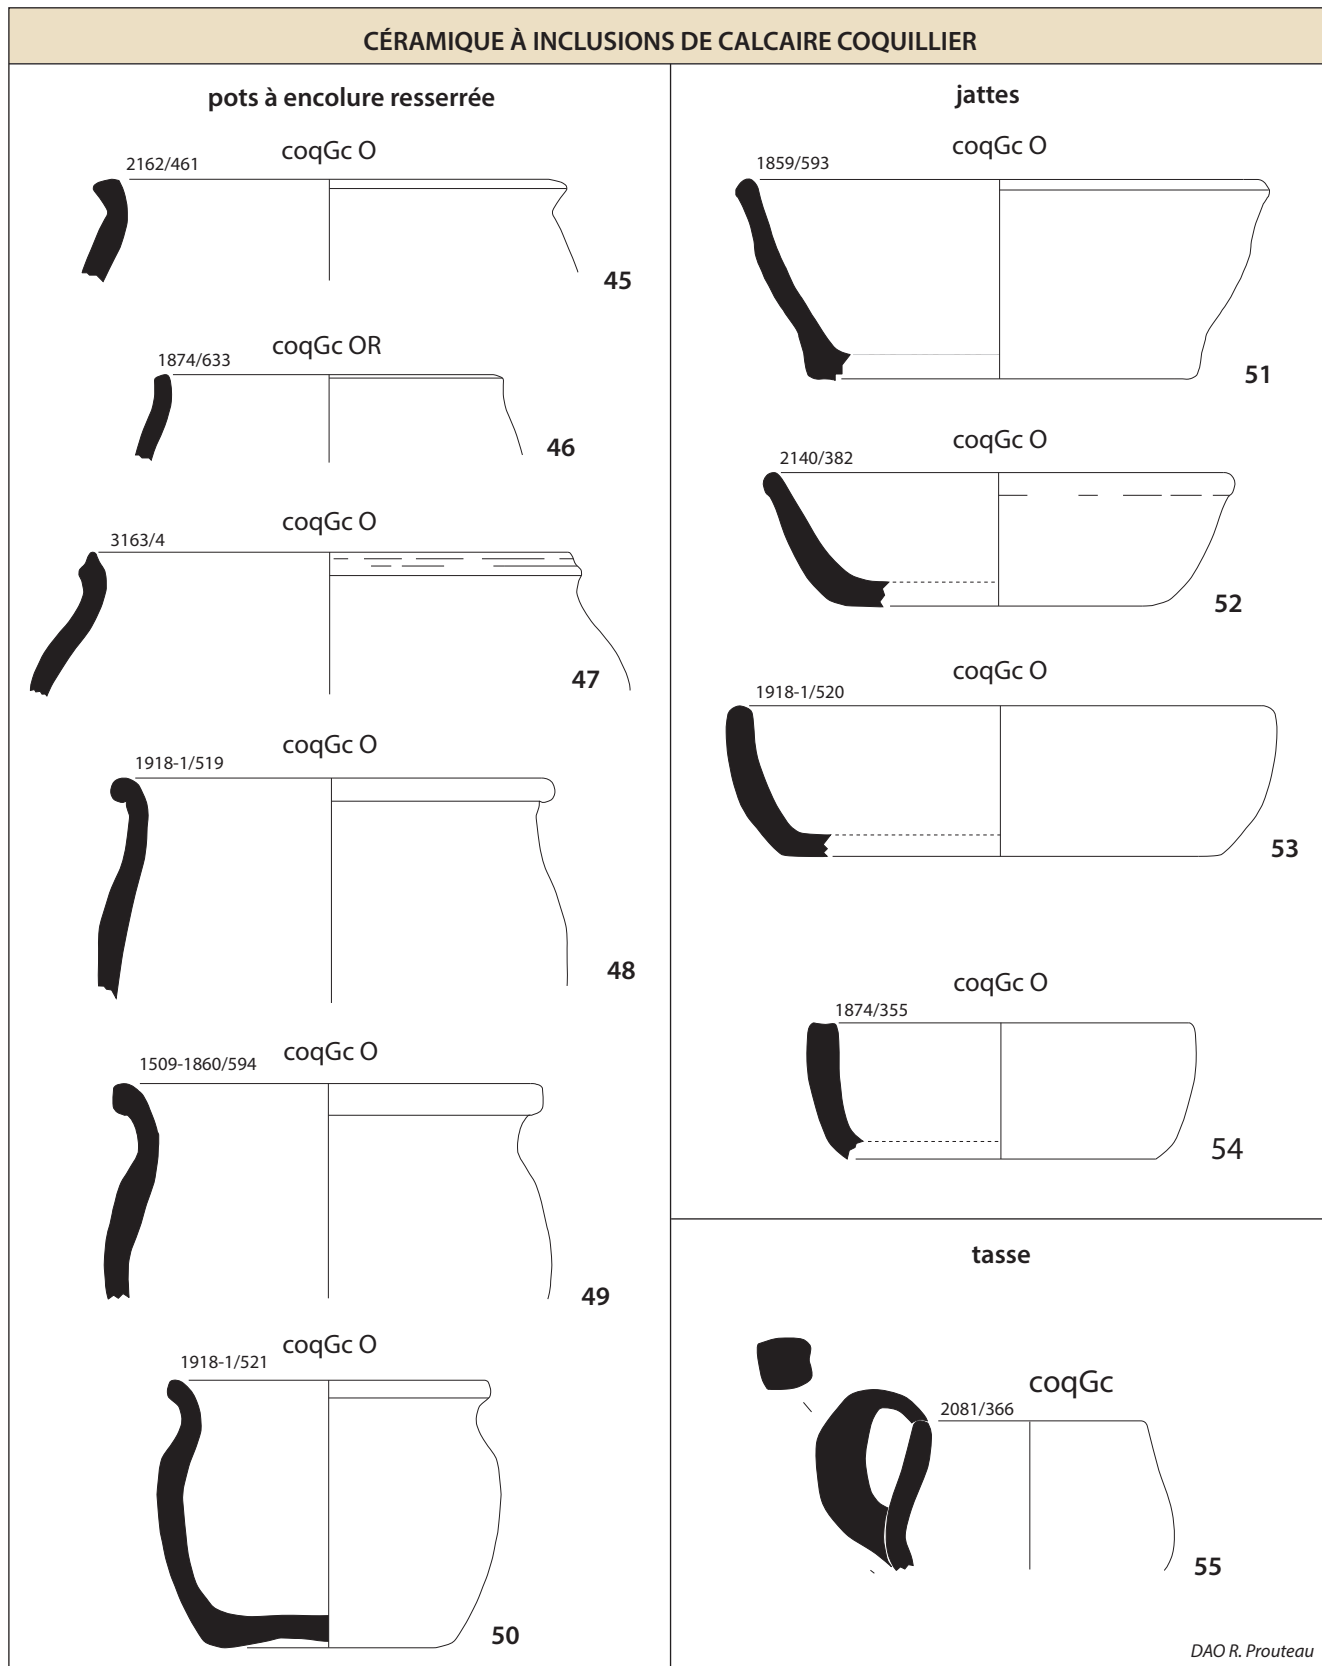 CÉRAMIQUE À INCLUSIONS DE CALCAIRE COQUILLIER
pots à encolure resserrée
coqGc O
2162/461
45
coqGc OR
1874/633
46
coqGc O
3163/4
47
coqGc O
1918-1/519
48
coqGc O
1509-1860/594
49
coqGc O
1918-1/521
50
jattes
coqGc O
1859/593
51
coqGc O
2140/382
52
coqGc O
1918-1/520
53
coqGc O
1874/355
54
tasse
coqGc
2081/366
55
DAO R. Prouteau